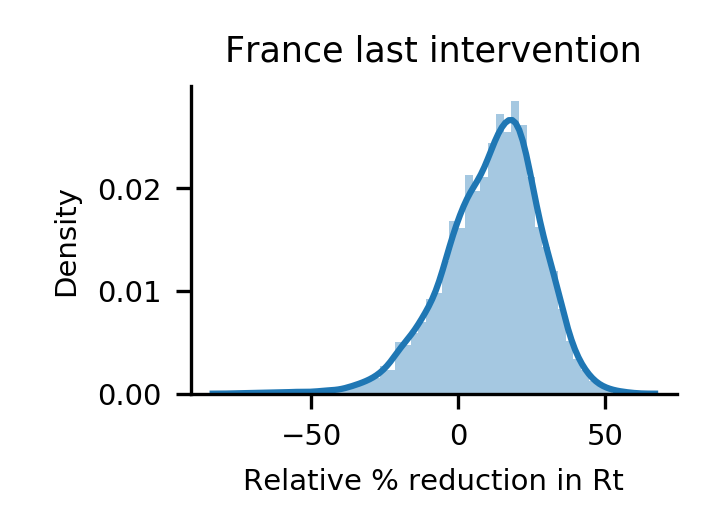 France last intervention
Density
0.02
0.01
0.00
−50 0 50
Relative % reduction in Rt